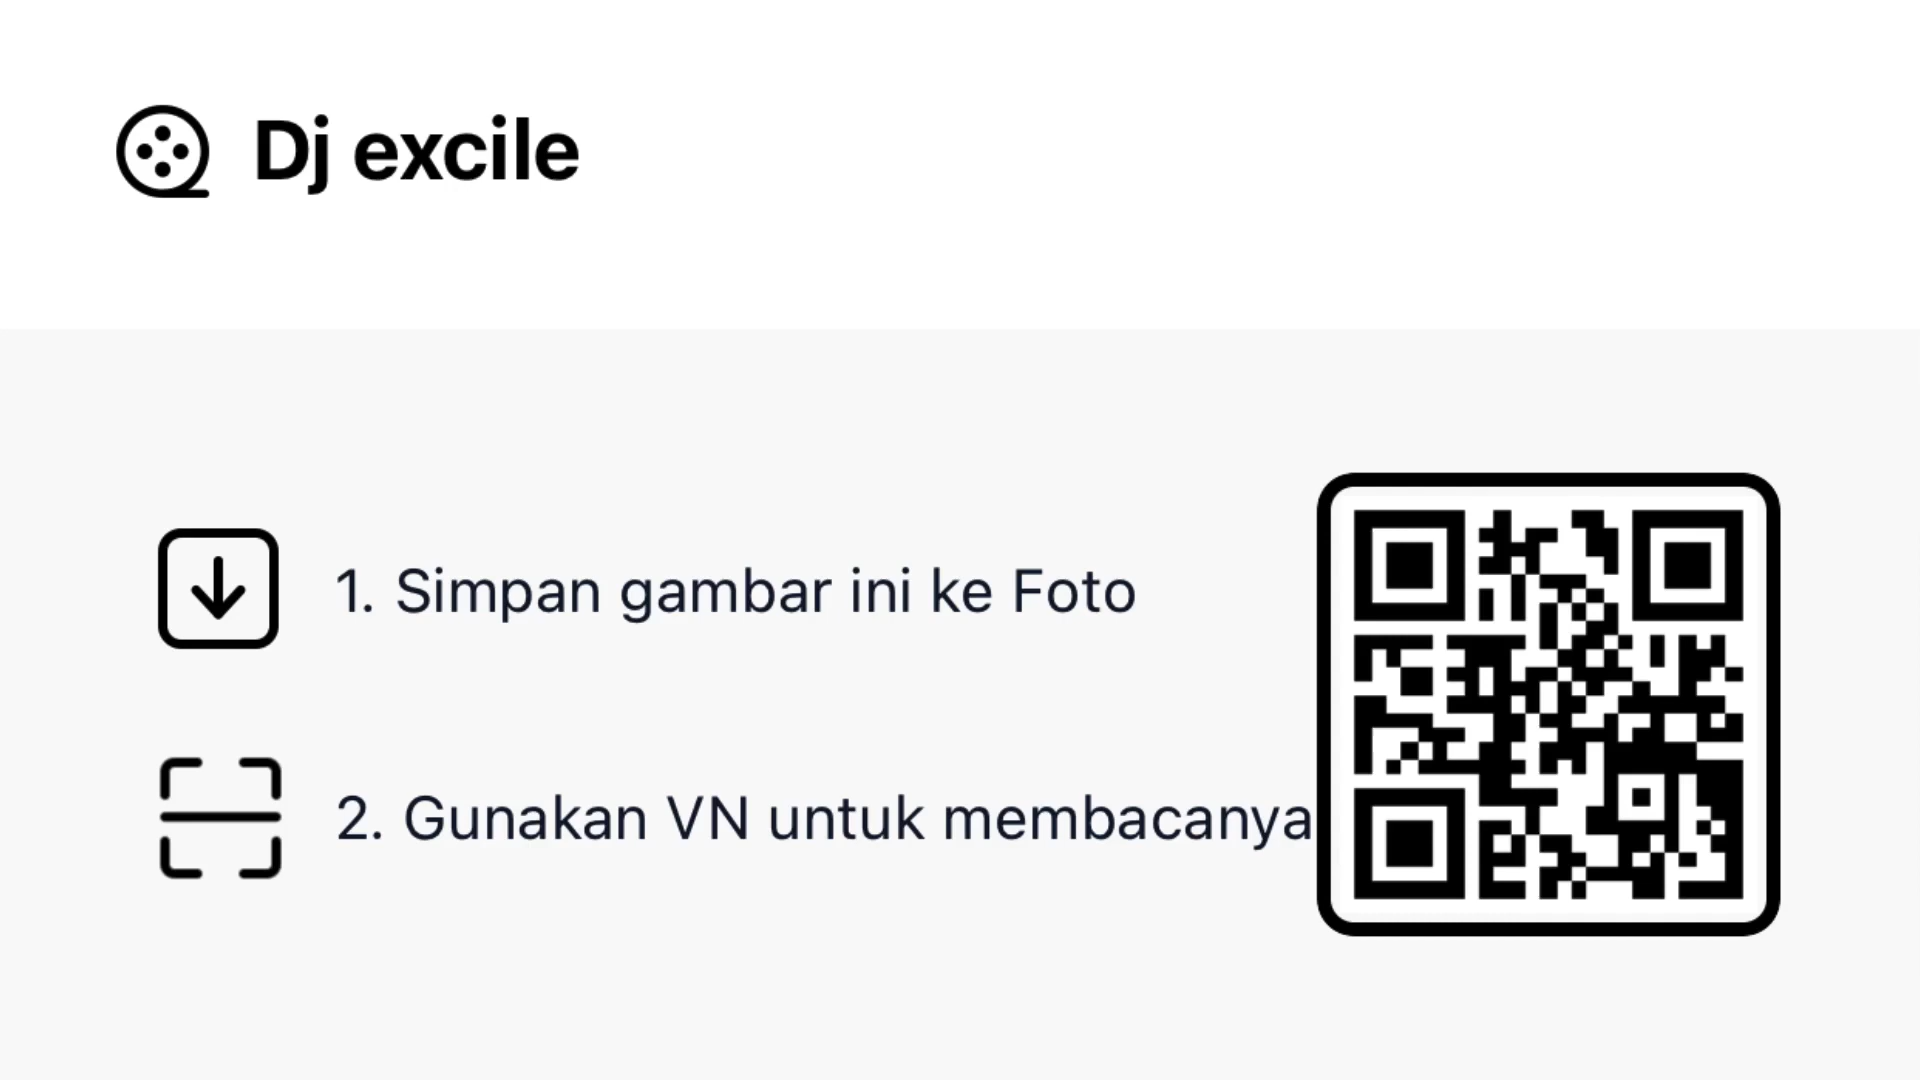 Dj excile
1. Simpan gambar ini ke Foto
2. Gunakan VN untuk membacanya